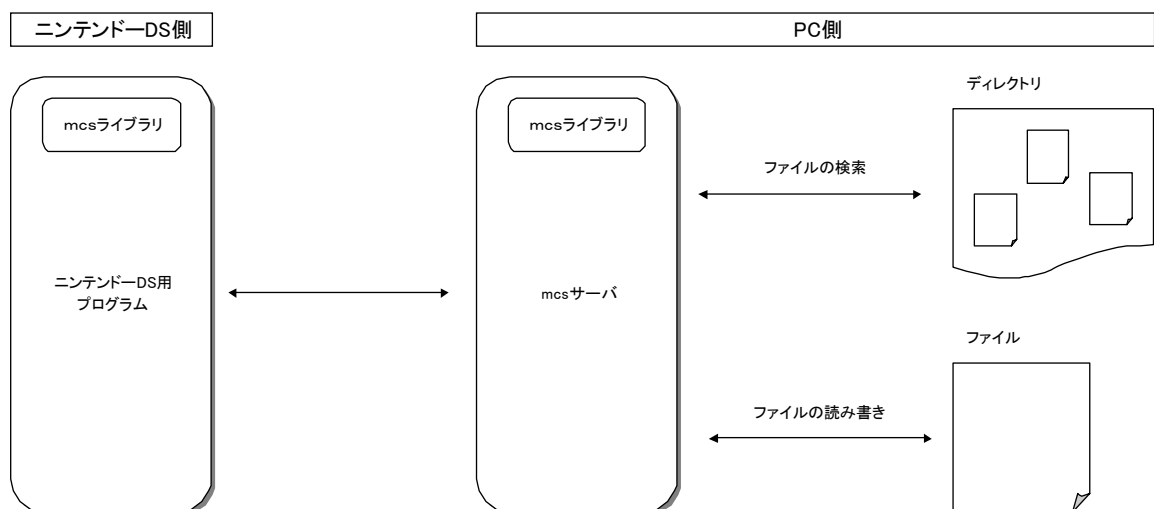 ニンテンドーDS側
PC側
mcsライブラリ
ニンテンドーDS用
プログラム
mcsライブラリ
mcsサーバ
ファイルの検索
ディレクトリ
ファイルの読み書き
ファイル